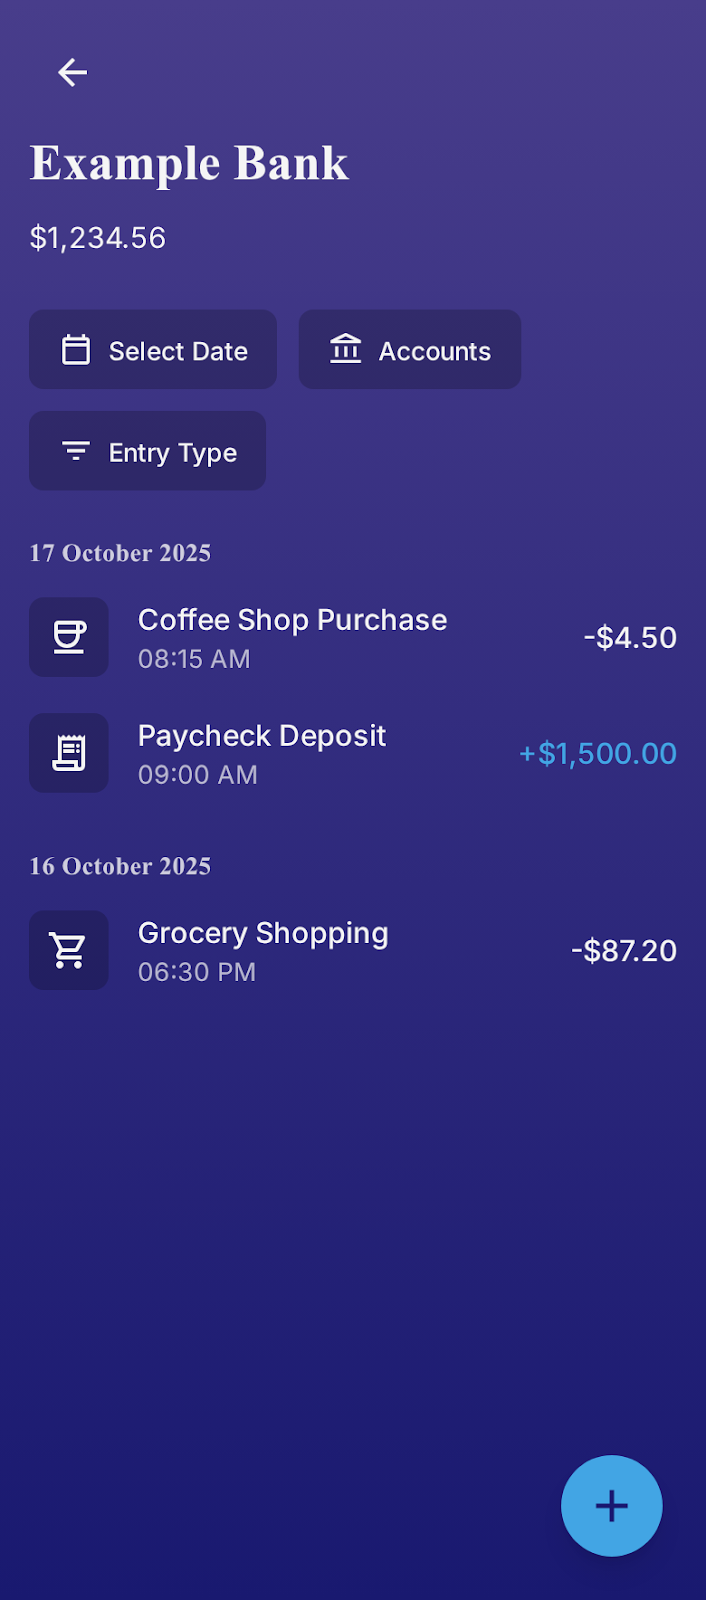 Example Bank
$1,234.56
Select Date
Accounts
Entry Type
17 October 2025
Coffee Shop Purchase
08:15 AM
-$4.50
Paycheck Deposit
09:00 AM
+$1,500.00
16 October 2025
Grocery Shopping
06:30 PM
-$87.20